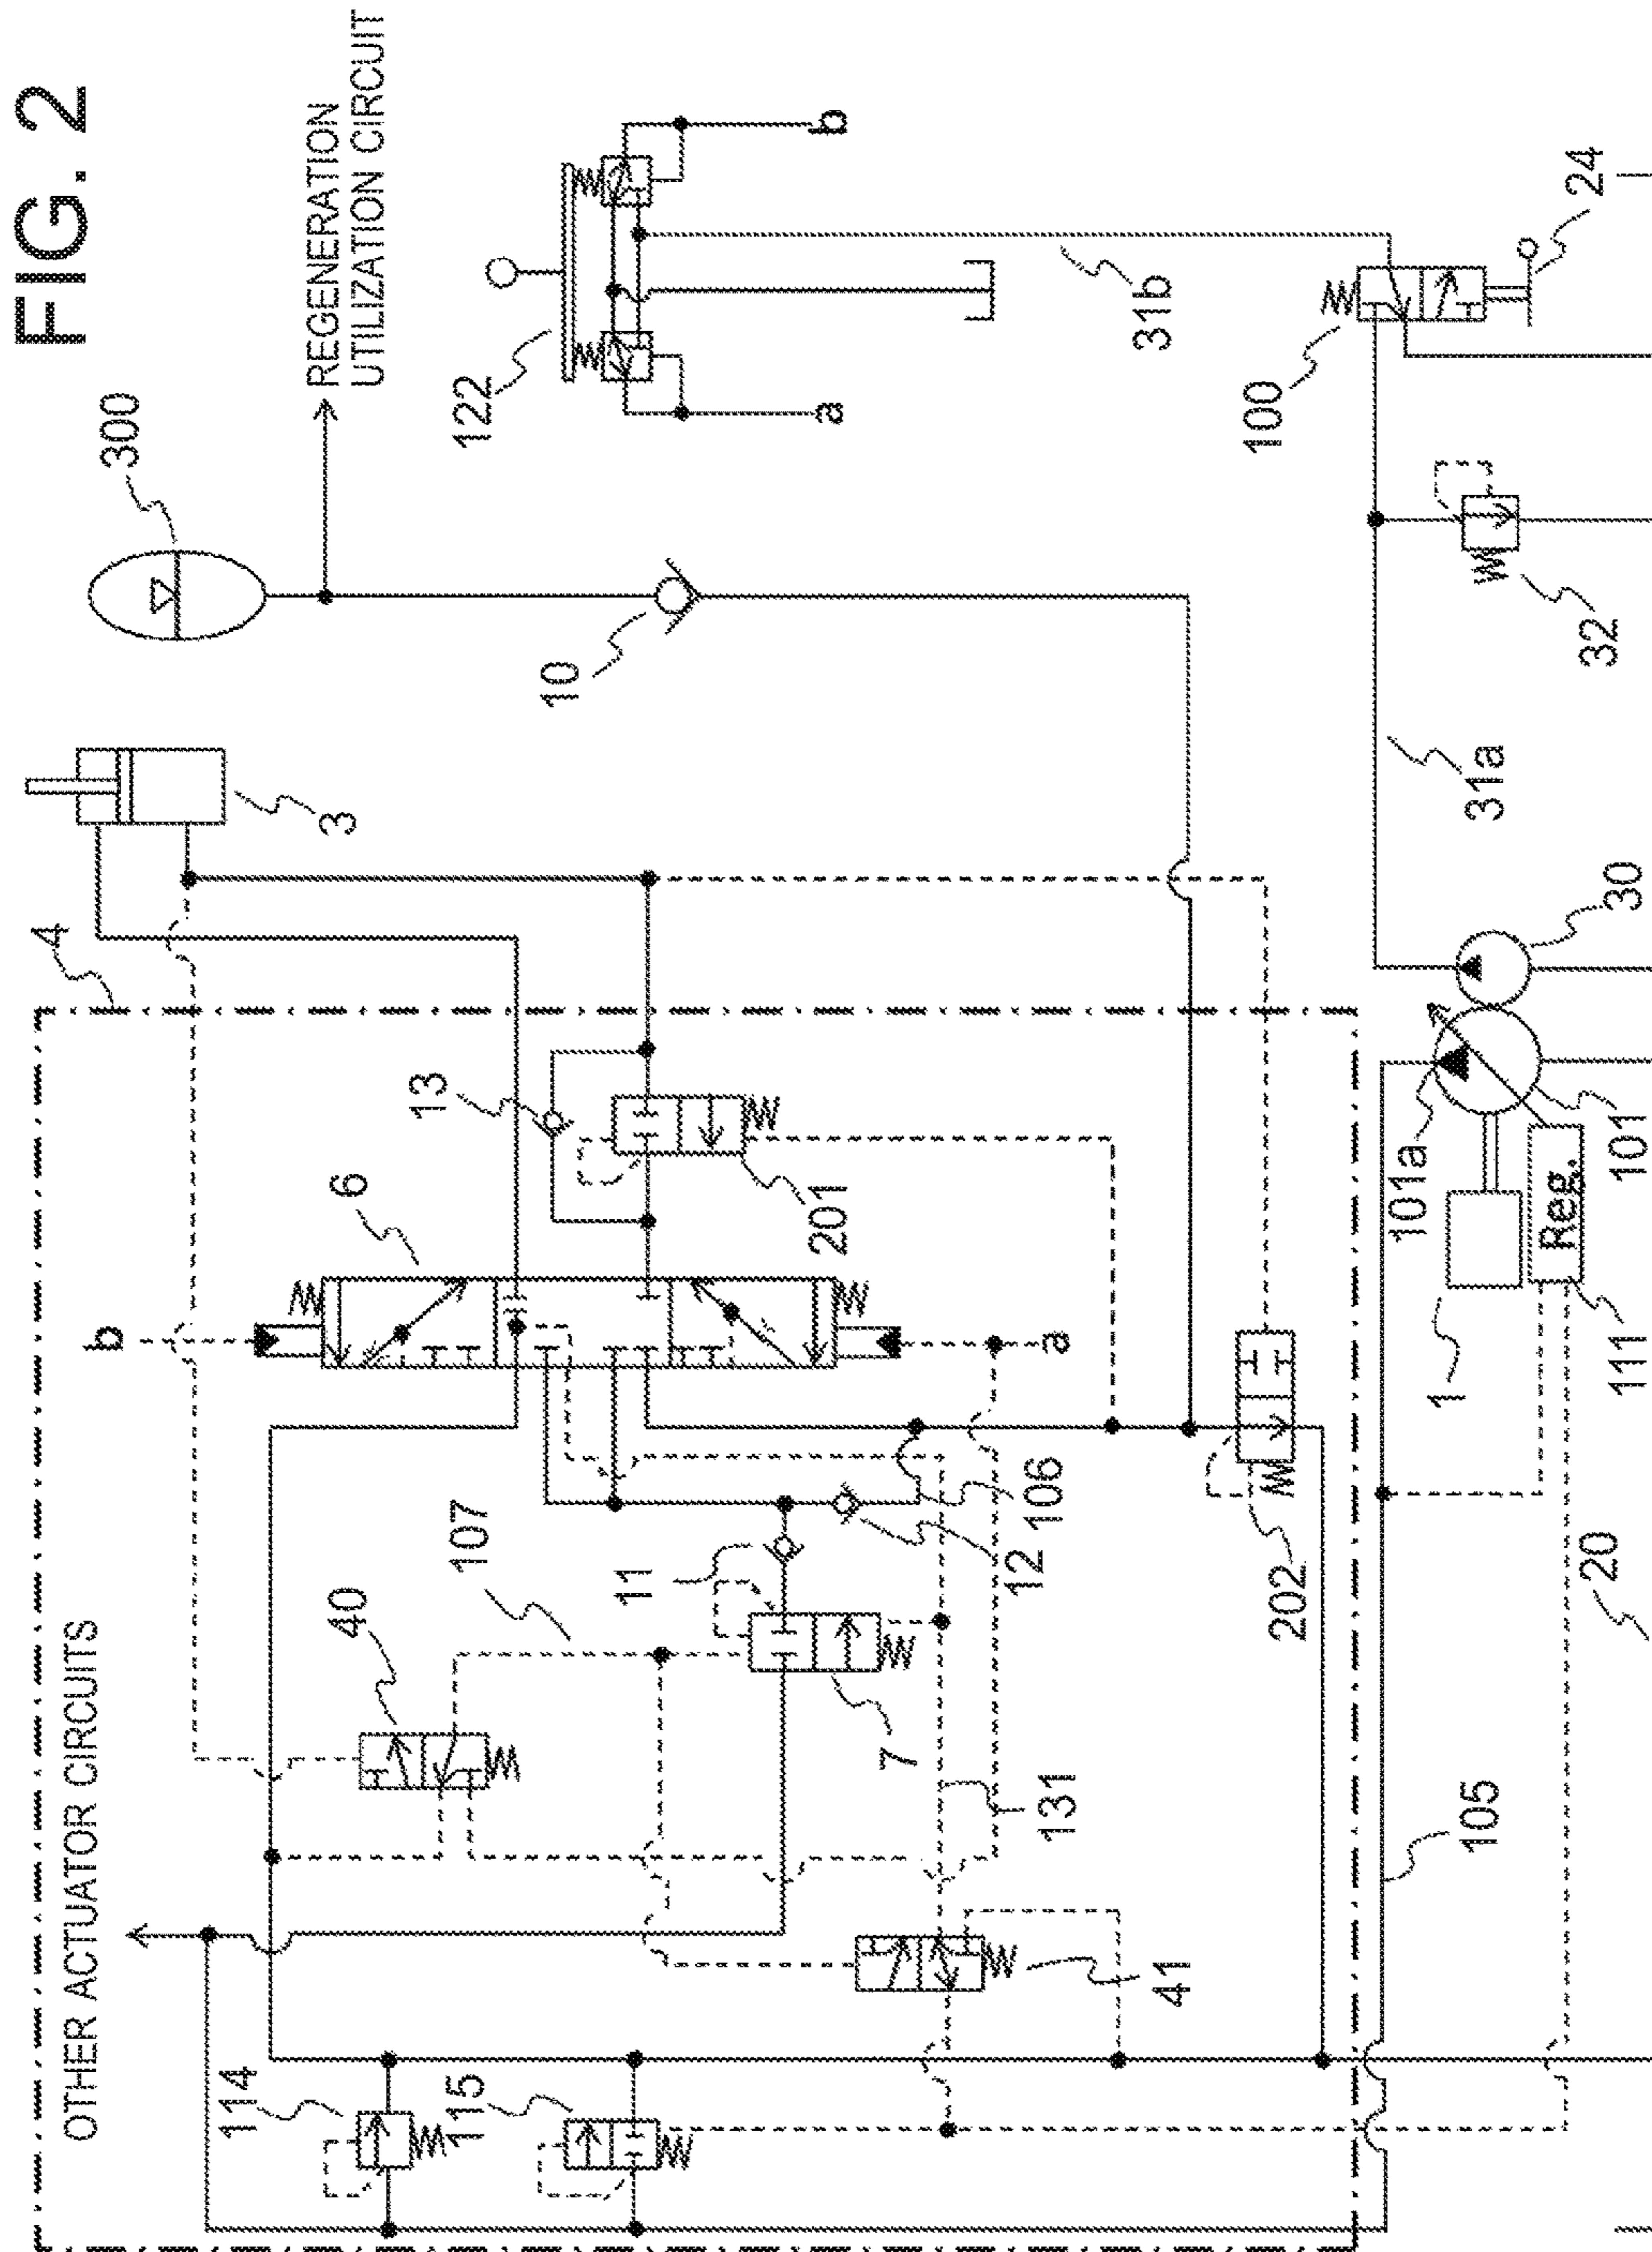 FIG. 2
REGENERATION
UTILIZATION CIRCUIT
300
122
a
b
10
31b
100
24
32
3
31a
4
30
13
6
201
b
a
101a
101
1
Reg.
111
107
11
106
12
202
20
40
7
131
105
OTHER ACTUATOR CIRCUITS
41
114
115